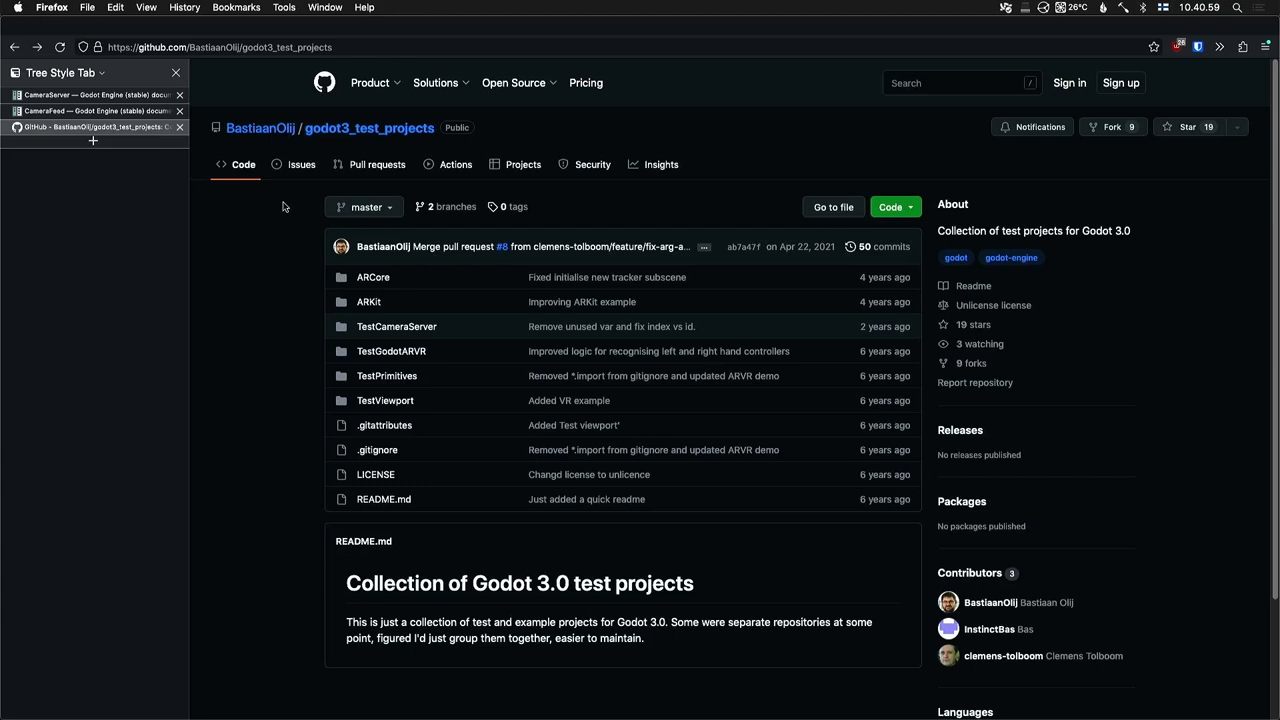 Firefox File Edit View History Bookmarks Tools Window Help 26°C 10.40.59
https://github.com/BastiaanOlij/godot3_test_projects 26
Tree Style Tab
CameraServer — Godot Engine (stable) docum
CameraFeed — Godot Engine (stable) docume
GitHub - BastiaanOlij/godot3_test_projects: C
Product Solutions Open Source Pricing Search / Sign in Sign up
BastiaanOlij / godot3_test_projects Public Notifications Fork 9 Star 19
Code Issues Pull requests Actions Projects Security Insights
master 2 branches 0 tags Go to file Code
BastiaanOlij Merge pull request #8 from clemens-tolboom/feature/fix-arg-a... ... ab7a47f on Apr 22, 2021 50 commits
ARCore Fixed initialise new tracker subscene 4 years ago
ARKit Improving ARKit example 4 years ago
TestCameraServer Remove unused var and fix index vs id. 2 years ago
TestGodotARVR Improved logic for recognising left and right hand controllers 6 years ago
TestPrimitives Removed *.import from gitignore and updated ARVR demo 6 years ago
TestViewport Added VR example 6 years ago
.gitattributes Added Test viewport' 6 years ago
.gitignore Removed *.import from gitignore and updated ARVR demo 6 years ago
LICENSE Changd license to unlicence 6 years ago
README.md Just added a quick readme 6 years ago
README.md
Collection of Godot 3.0 test projects
This is just a collection of test and example projects for Godot 3.0. Some were separate repositories at some
point, figured I'd just group them together, easier to maintain.
About
Collection of test projects for Godot 3.0
godot godot-engine
Readme
Unlicense license
19 stars
3 watching
9 forks
Report repository
Releases
No releases published
Packages
No packages published
Contributors 3
BastiaanOlij Bastiaan Olij
InstinctBas Bas
clemens-tolboom Clemens Tolboom
Languages